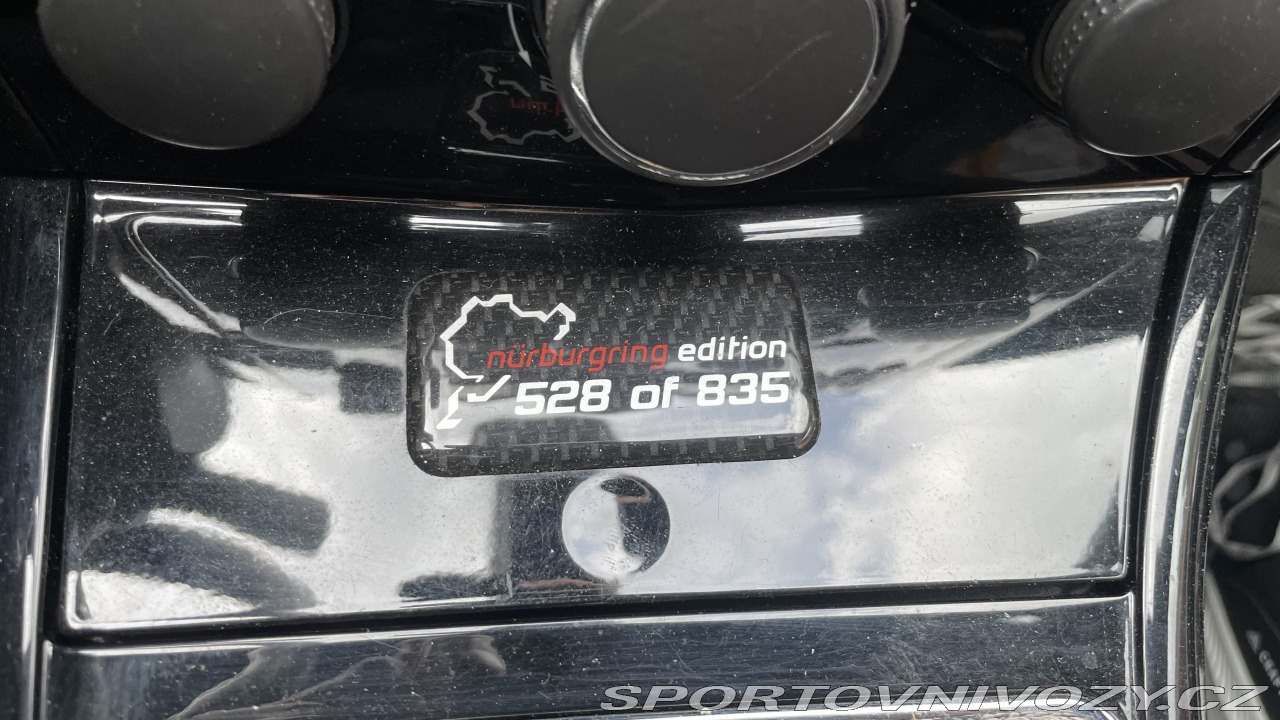 nürburgring edition
528 of 835
SPORTOVNIVOZY.CZ